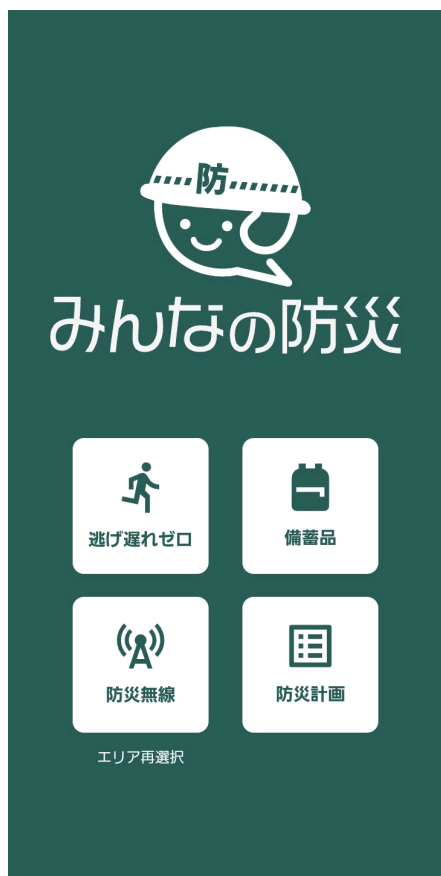 防
みんなの防災
逃げ遅れゼロ
備蓄品
防災無線
防災計画
エリア再選択